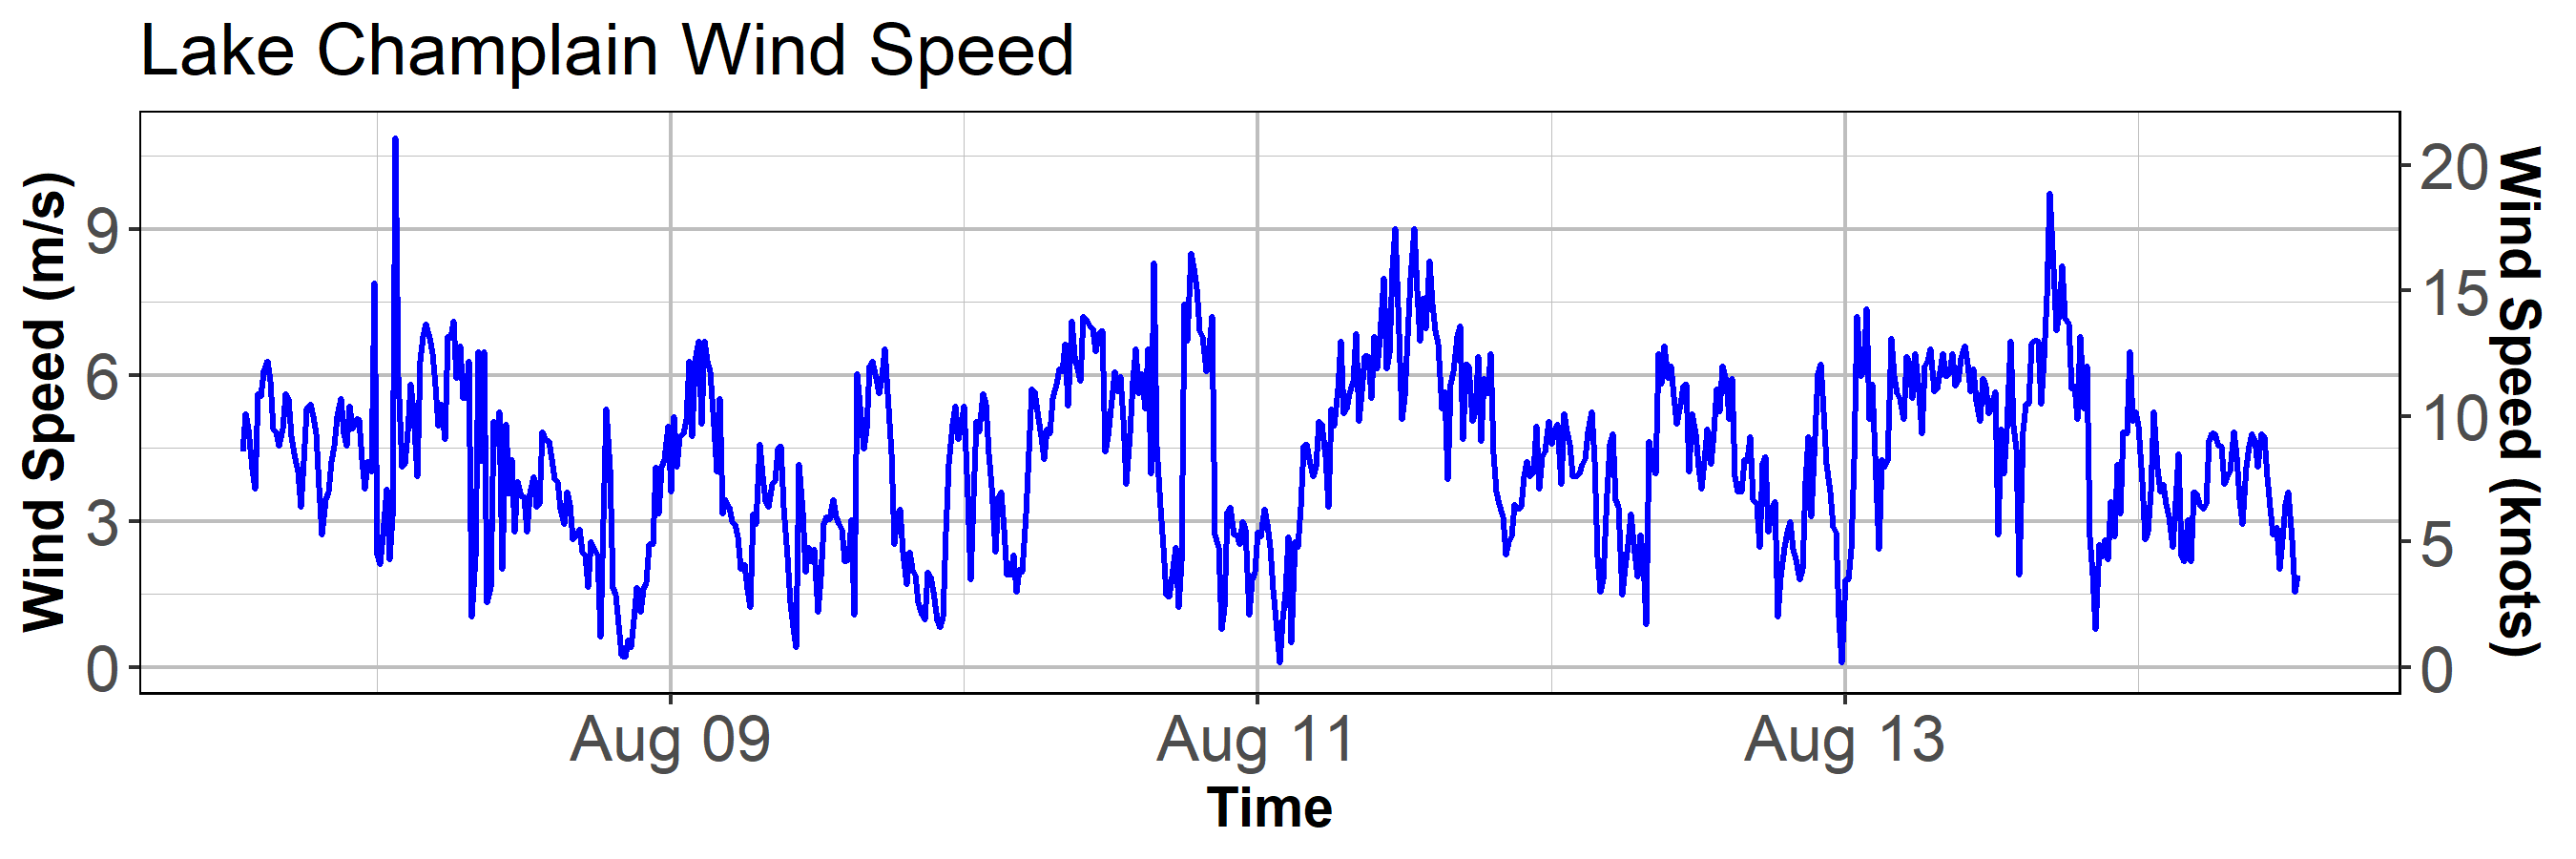 Lake Champlain Wind Speed
Wind Speed (m/s)
9
6
3
0
20
15
10
5
0
Wind Speed (knots)
Aug 09
Aug 11
Aug 13
Time